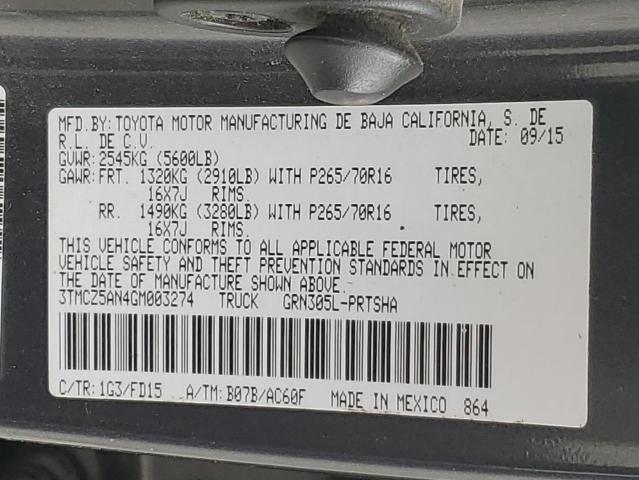 MFD.BY:TOYOTA MOTOR MANUFACTURING DE BAJA CALIFORNIA, S. DE
R.L. DE C.V. DATE: 09/15
GVWR:2545KG (5600LB)
GAWR:FRT. 1320KG (2910LB) WITH P265/70R16 TIRES,
16X7J RIMS.
RR. 1490KG (3280LB) WITH P265/70R16 TIRES,
16X7J RIMS.
THIS VEHICLE CONFORMS TO ALL APPLICABLE FEDERAL MOTOR
VEHICLE SAFETY AND THEFT PREVENTION STANDARDS IN EFFECT ON
THE DATE OF MANUFACTURE SHOWN ABOVE.
3TMCZ5AN4GM003274 TRUCK GRN305L-PRTSHA
C/TR:1G3/FD15 A/TM:B07B/AC60F MADE IN MEXICO 864